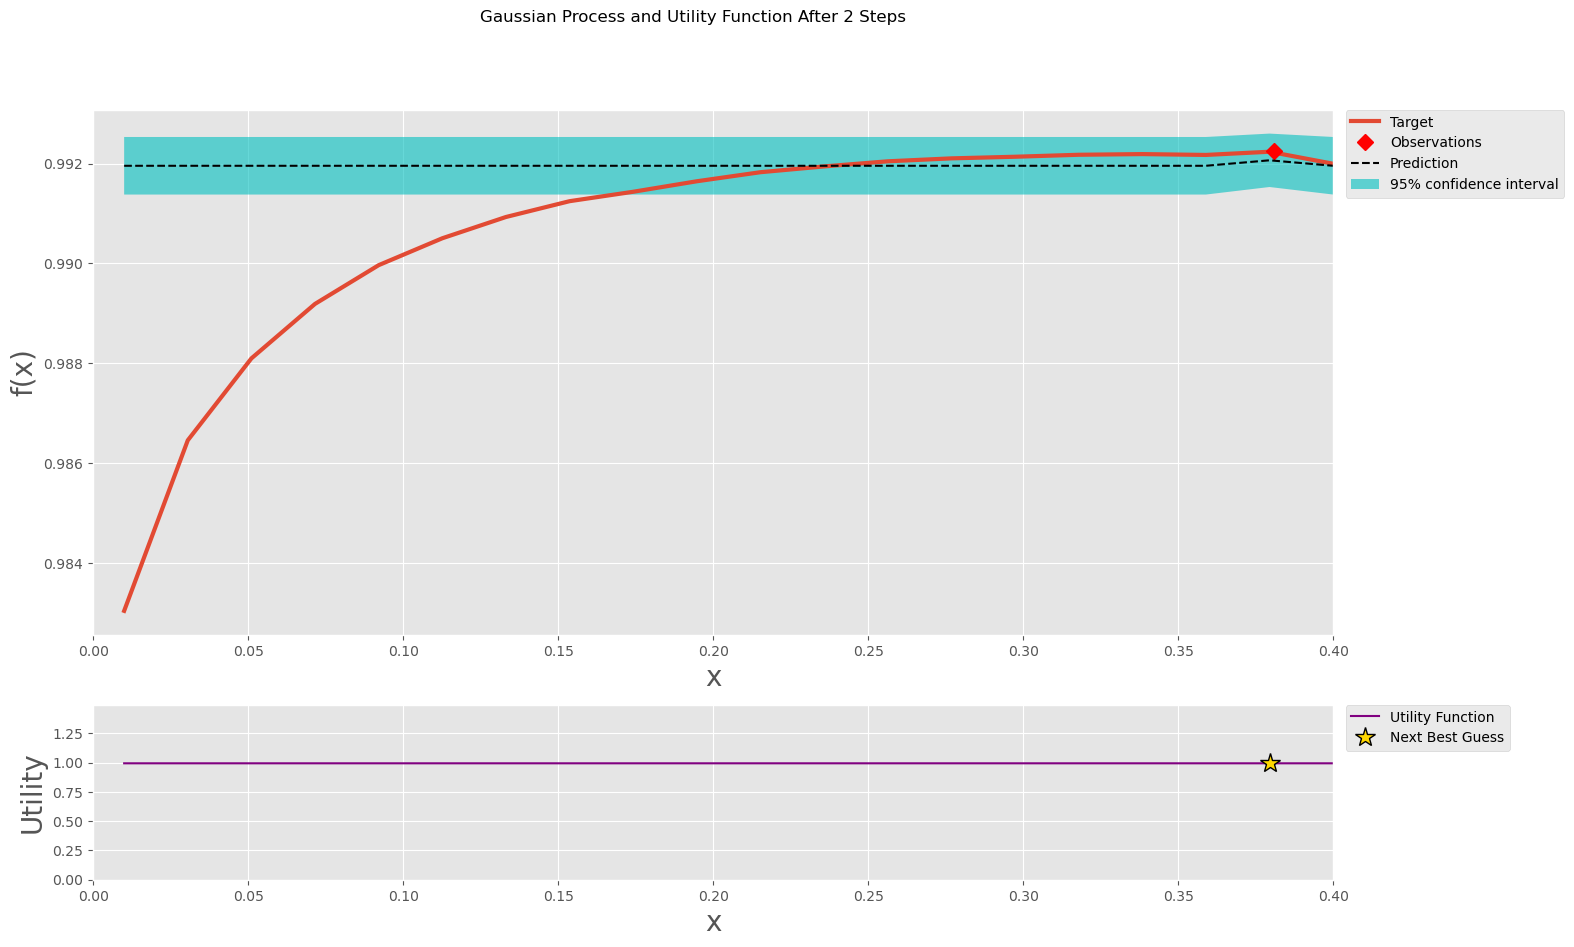 Gaussian Process and Utility Function After 2 Steps
f(x)
0.992
0.990
0.988
0.986
0.984
0.00 0.05 0.10 0.15 0.20 0.25 0.30 0.35 0.40
x
Target
Observations
Prediction
95% confidence interval
Utility
1.25
1.00
0.75
0.50
0.25
0.00
0.00 0.05 0.10 0.15 0.20 0.25 0.30 0.35 0.40
x
Utility Function
Next Best Guess